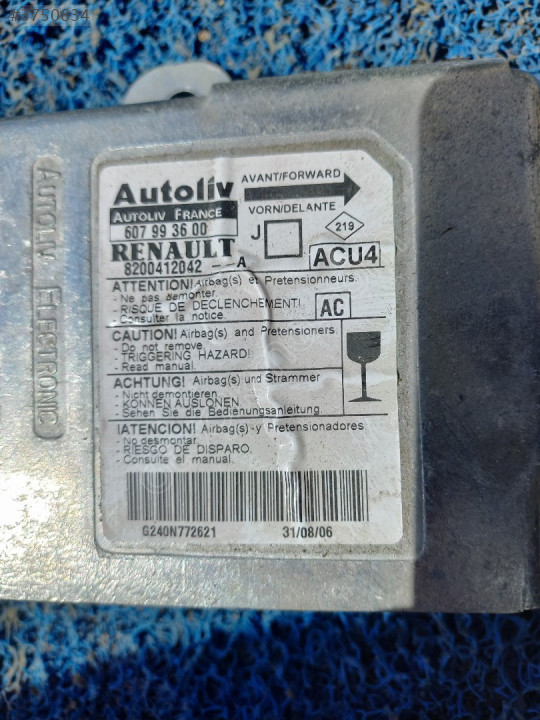 Autoliv
AVANT/FORWARD
AUTOLIV FRANCE
607 99 36 00
VORN/DELANTE
RENAULT
J
219
8200412042 A
ACU4
ATTENTION! Airbag(s) et Pretensionneurs.
- Ne pas demonter.
- RISQUE DE DECLENCHEMENT!
- Consulter la notice.
AC
CAUTION! Airbag(s) and Pretensioners.
- Do not remove.
- TRIGGERING HAZARD!
- Read manual.
ACHTUNG! Airbag(s) und Strammer
- Nicht demontieren.
- KÖNNEN AUSLÖNEN
- Sehen Sie die Bedienungsanleitung.
¡ATENCION! Airbag(s)-y Pretensionadores
- No desmontar.
- RIESGO DE DISPARO.
- Consulte el manual.
G240N772621 31/08/06
AUTOLIV ELECTRONIC